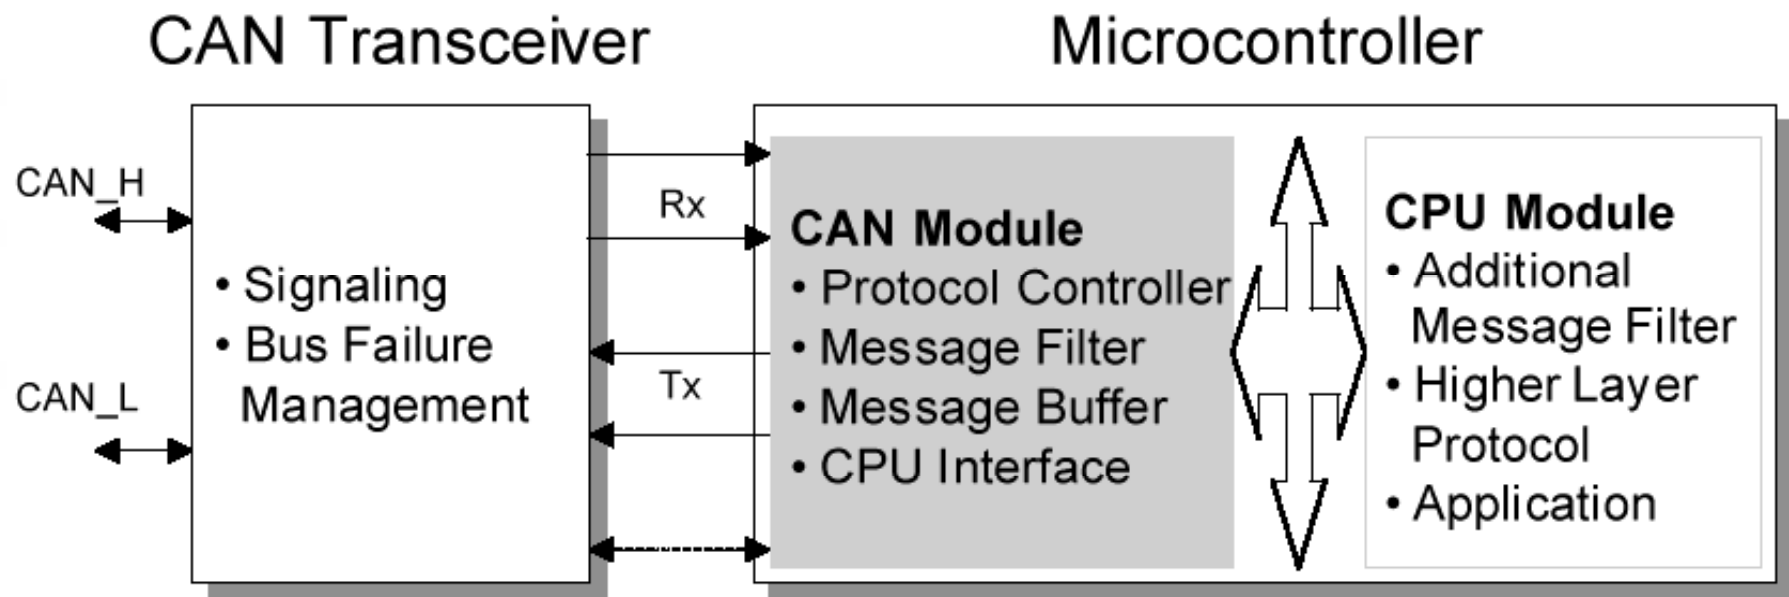 CAN Transceiver
Microcontroller
CAN_H
CAN_L
• Signaling
• Bus Failure
Management
Rx
Tx
CAN Module
• Protocol Controller
• Message Filter
• Message Buffer
• CPU Interface
CPU Module
• Additional
Message Filter
• Higher Layer
Protocol
• Application